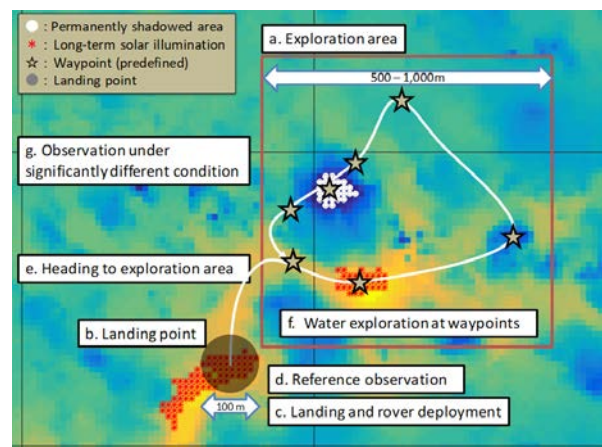 : Permanently shadowed area
: Long-term solar illumination
: Waypoint (predefined)
: Landing point
a. Exploration area
500 – 1,000m
g. Observation under
significantly different condition
e. Heading to exploration area
b. Landing point
f. Water exploration at waypoints
d. Reference observation
100 m
c. Landing and rover deployment